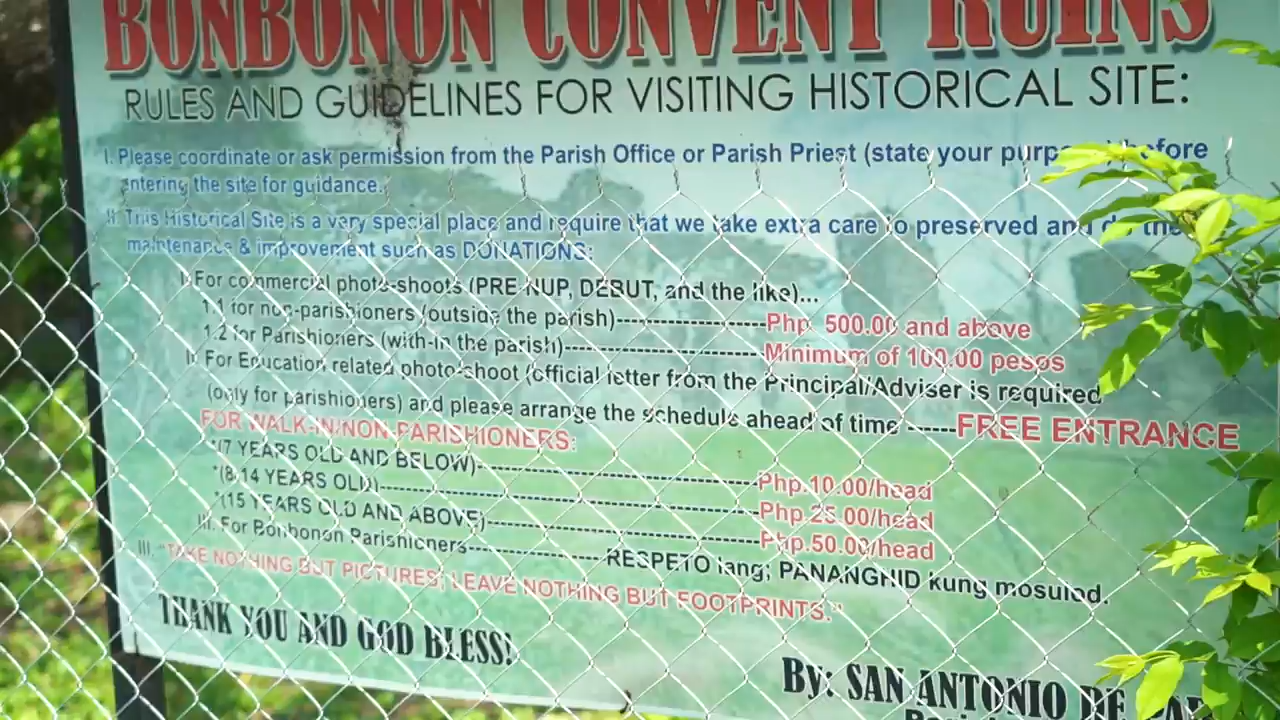 BONBONON CONVENT RUINS
RULES AND GUIDELINES FOR VISITING HISTORICAL SITE:
I. Please coordinate or ask permission from the Parish Office or Parish Priest (state your before
entering the site for guidance.
II. This Historical Site is a very special place and require that we take extra care to preserved and
maintenance & improvement such as DONATIONS:
I. For commercial photo-shoots (PRE NUP, DEBUT, and the like)...
1.1 for non-parishioners (outside the parish)-------------------Php. 500.00 and above
1.2 for Parishioners (with-in the parish)-------------------------Minimum of 100.00 pesos
II. For Education related photo-shoot (official letter from the Principal/Adviser is required
(only for parishioners) and please arrange the schedule ahead of time ------FREE ENTRANCE
FOR WALK-IN/NON-PARISHIONERS:
*(7 YEARS OLD AND BELOW)-----------------------------------Php.10.00/head
*(8-14 YEARS OLD)------------------------------------------------Php.25.00/head
*(15 YEARS OLD AND ABOVE)-----------------------------------Php.50.00/head
III. For Bonbonon Parishioners------------------RESPETO lang; PANANGHID kung mosulod.
III. "TAKE NOTHING BUT PICTURES; LEAVE NOTHING BUT FOOTPRINTS."
THANK YOU AND GOD BLESS!
By: SAN ANTONIO DE